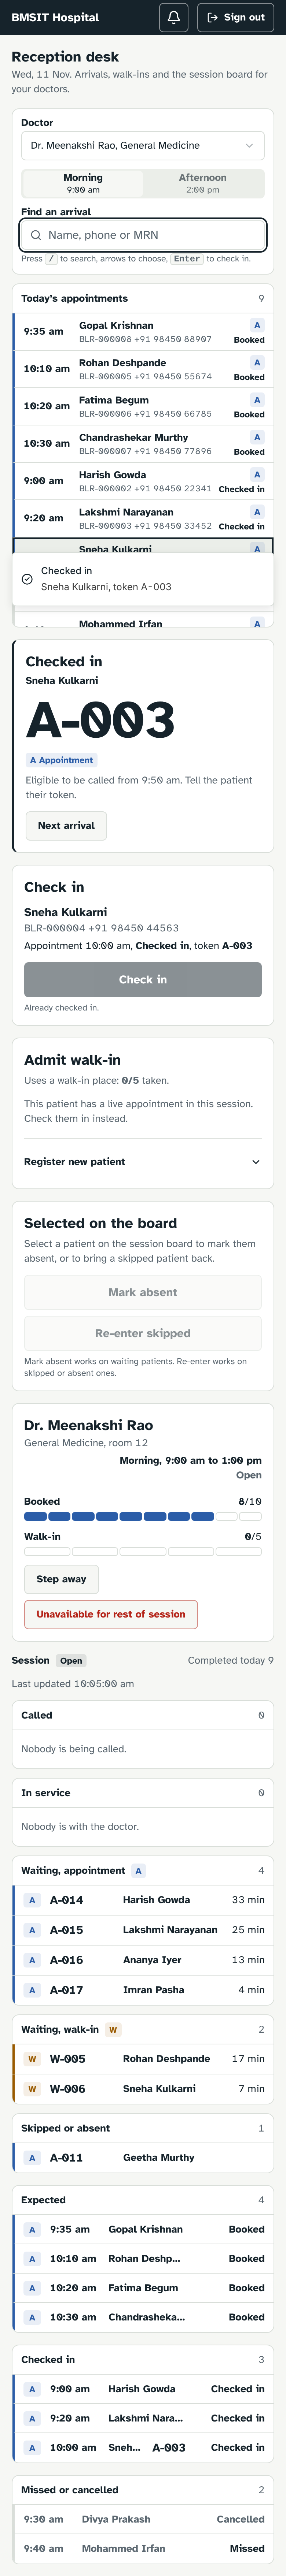 BMSIT Hospital
Sign out
Reception desk
Wed, 11 Nov. Arrivals, walk-ins and the session board for
your doctors.
Doctor
Dr. Meenakshi Rao, General Medicine
Morning
9:00 am
Afternoon
2:00 pm
Find an arrival
Name, phone or MRN
Press / to search, arrows to choose, Enter to check in.
Today's appointments 9
9:35 am Gopal Krishnan A
BLR-000008 +91 98450 88907 Booked
10:10 am Rohan Deshpande A
BLR-000005 +91 98450 55674 Booked
10:20 am Fatima Begum A
BLR-000006 +91 98450 66785 Booked
10:30 am Chandrashekar Murthy A
BLR-000007 +91 98450 77896 Booked
9:00 am Harish Gowda A
BLR-000002 +91 98450 22341 Checked in
9:20 am Lakshmi Narayanan A
BLR-000003 +91 98450 33452 Checked in
Sneha Kulkarni A
Checked in
Sneha Kulkarni, token A-003
Mohammed Irfan A
Checked in
Sneha Kulkarni
A-003
A Appointment
Eligible to be called from 9:50 am. Tell the patient
their token.
Next arrival
Check in
Sneha Kulkarni
BLR-000004 +91 98450 44563
Appointment 10:00 am, Checked in, token A-003
Check in
Already checked in.
Admit walk-in
Uses a walk-in place: 0/5 taken.
This patient has a live appointment in this session.
Check them in instead.
Register new patient
Selected on the board
Select a patient on the session board to mark them
absent, or to bring a skipped patient back.
Mark absent
Re-enter skipped
Mark absent works on waiting patients. Re-enter works on
skipped or absent ones.
Dr. Meenakshi Rao
General Medicine, room 12
Morning, 9:00 am to 1:00 pm
Open
Booked 8/10
Walk-in 0/5
Step away
Unavailable for rest of session
Session Open Completed today 9
Last updated 10:05:00 am
Called 0
Nobody is being called.
In service 0
Nobody is with the doctor.
Waiting, appointment A 4
A A-014 Harish Gowda 33 min
A A-015 Lakshmi Narayanan 25 min
A A-016 Ananya Iyer 13 min
A A-017 Imran Pasha 4 min
Waiting, walk-in W 2
W W-005 Rohan Deshpande 17 min
W W-006 Sneha Kulkarni 7 min
Skipped or absent 1
A A-011 Geetha Murthy
Expected 4
A 9:35 am Gopal Krishnan Booked
A 10:10 am Rohan Deshp... Booked
A 10:20 am Fatima Begum Booked
A 10:30 am Chandrasheka... Booked
Checked in 3
A 9:00 am Harish Gowda Checked in
A 9:20 am Lakshmi Nara... Checked in
A 10:00 am Sneh... A-003 Checked in
Missed or cancelled 2
9:30 am Divya Prakash Cancelled
9:40 am Mohammed Irfan Missed